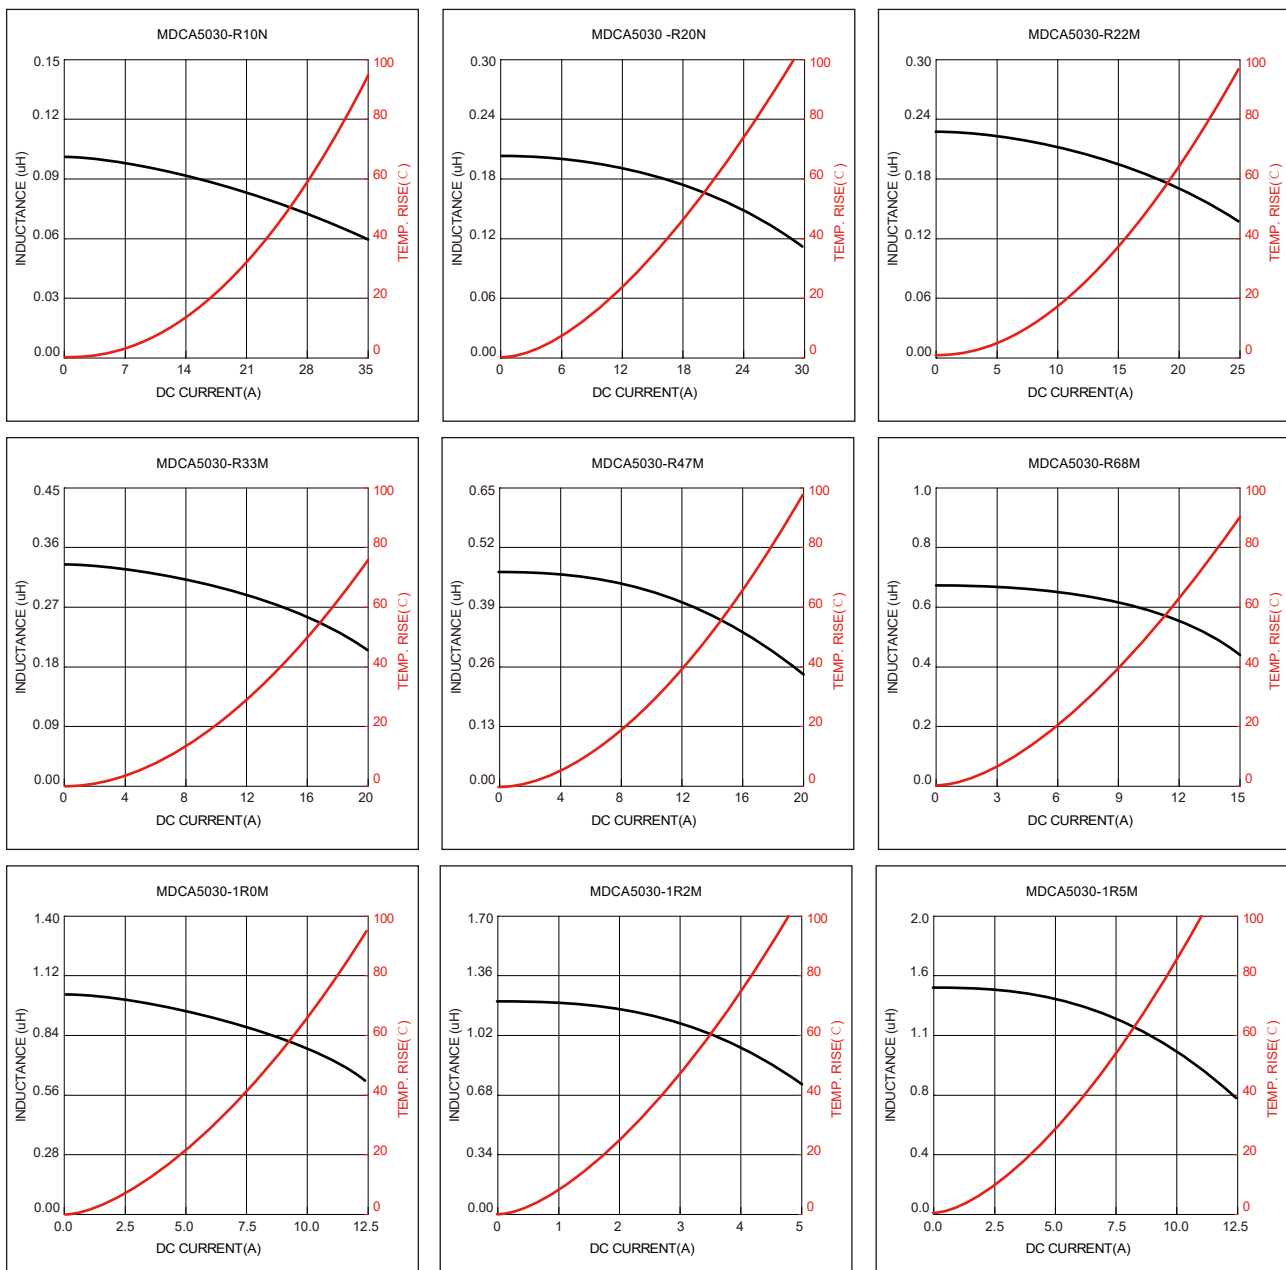 MDCA5030-R10N
0.15
0.12
0.09
0.06
0.03
0.00
INDUCTANCE (uH)
100
80
60
40
20
0
TEMP. RISE(℃)
0 7 14 21 28 35
DC CURRENT(A)
MDCA5030 -R20N
0.30
0.24
0.18
0.12
0.06
0.00
INDUCTANCE (uH)
100
80
60
40
20
0
TEMP. RISE(℃)
0 6 12 18 24 30
DC CURRENT(A)
MDCA5030-R22M
0.30
0.24
0.18
0.12
0.06
0.00
INDUCTANCE (uH)
100
80
60
40
20
0
TEMP. RISE(℃)
0 5 10 15 20 25
DC CURRENT(A)
MDCA5030-R33M
0.45
0.36
0.27
0.18
0.09
0.00
INDUCTANCE (uH)
100
80
60
40
20
0
TEMP. RISE(℃)
0 4 8 12 16 20
DC CURRENT(A)
MDCA5030-R47M
0.65
0.52
0.39
0.26
0.13
0.00
INDUCTANCE (uH)
100
80
60
40
20
0
TEMP. RISE(℃)
0 4 8 12 16 20
DC CURRENT(A)
MDCA5030-R68M
1.0
0.8
0.6
0.4
0.2
0.0
INDUCTANCE (uH)
100
80
60
40
20
0
TEMP. RISE(℃)
0 3 6 9 12 15
DC CURRENT(A)
MDCA5030-1R0M
1.40
1.12
0.84
0.56
0.28
0.00
INDUCTANCE (uH)
100
80
60
40
20
0
TEMP. RISE(℃)
0.0 2.5 5.0 7.5 10.0 12.5
DC CURRENT(A)
MDCA5030-1R2M
1.70
1.36
1.02
0.68
0.34
0.00
INDUCTANCE (uH)
100
80
60
40
20
0
TEMP. RISE(℃)
0 1 2 3 4 5
DC CURRENT(A)
MDCA5030-1R5M
2.0
1.6
1.1
0.8
0.4
0.0
INDUCTANCE (uH)
100
80
60
40
20
0
TEMP. RISE(℃)
0.0 2.5 5.0 7.5 10.0 12.5
DC CURRENT(A)